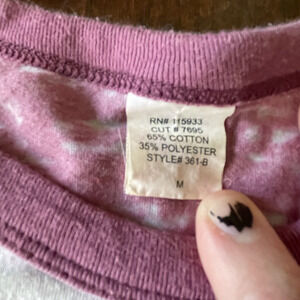 RN# 115933
CUT # 7695
65% COTTON
35% POLYESTER
STYLE# 361-B
M